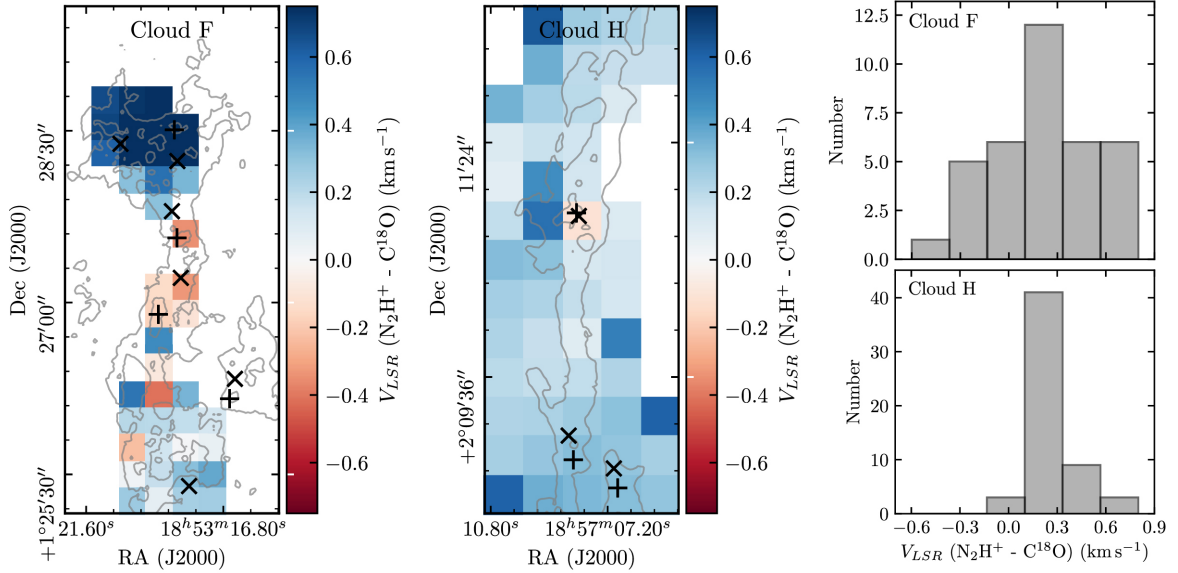 Cloud F
Dec (J2000)
28′30″
27′00″
+1°25′30″
21.60ˢ
18ʰ53ᵐ16.80ˢ
RA (J2000)
0.6
0.4
0.2
0.0
−0.2
−0.4
−0.6
V_LSR (N₂H⁺ - C¹⁸O) (km s⁻¹)
Cloud H
Dec (J2000)
11′24″
+2°09′36″
10.80ˢ
18ʰ57ᵐ07.20ˢ
RA (J2000)
0.6
0.4
0.2
0.0
−0.2
−0.4
−0.6
V_LSR (N₂H⁺ - C¹⁸O) (km s⁻¹)
Cloud F
Number
12.5
10.0
7.5
5.0
2.5
0.0
Cloud H
Number
40
30
20
10
0
−0.6 −0.3 0.0 0.3 0.6 0.9
V_LSR (N₂H⁺ - C¹⁸O) (km s⁻¹)